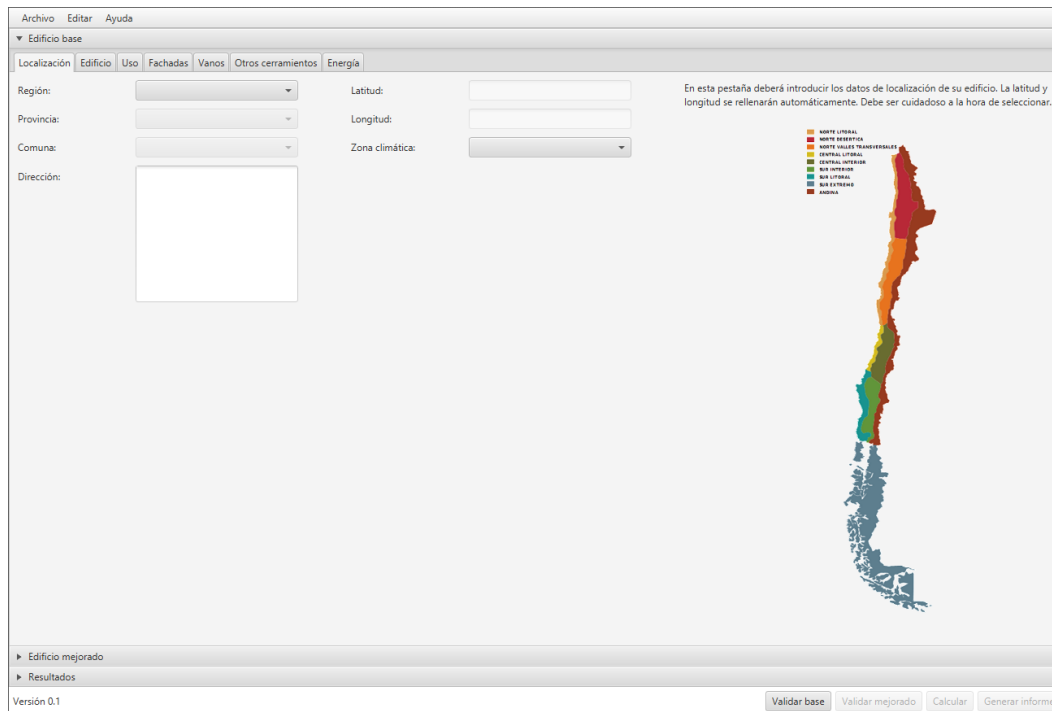 Archivo Editar Ayuda
Edificio base
Localización Edificio Uso Fachadas Vanos Otros cerramientos Energía
Región:
Provincia:
Comuna:
Dirección:
Latitud:
Longitud:
Zona climática:
En esta pestaña deberá introducir los datos de localización de su edificio. La latitud y
longitud se rellenarán automáticamente. Debe ser cuidadoso a la hora de seleccionar.
NORTE LITORAL
NORTE DESERTICA
NORTE VALLES TRANSVERSALES
CENTRAL LITORAL
CENTRAL INTERIOR
SUR INTERIOR
SUR LITORAL
SUR EXTREMO
ANDINA
Edificio mejorado
Resultados
Versión 0.1
Validar base Validar mejorado Calcular Generar informe